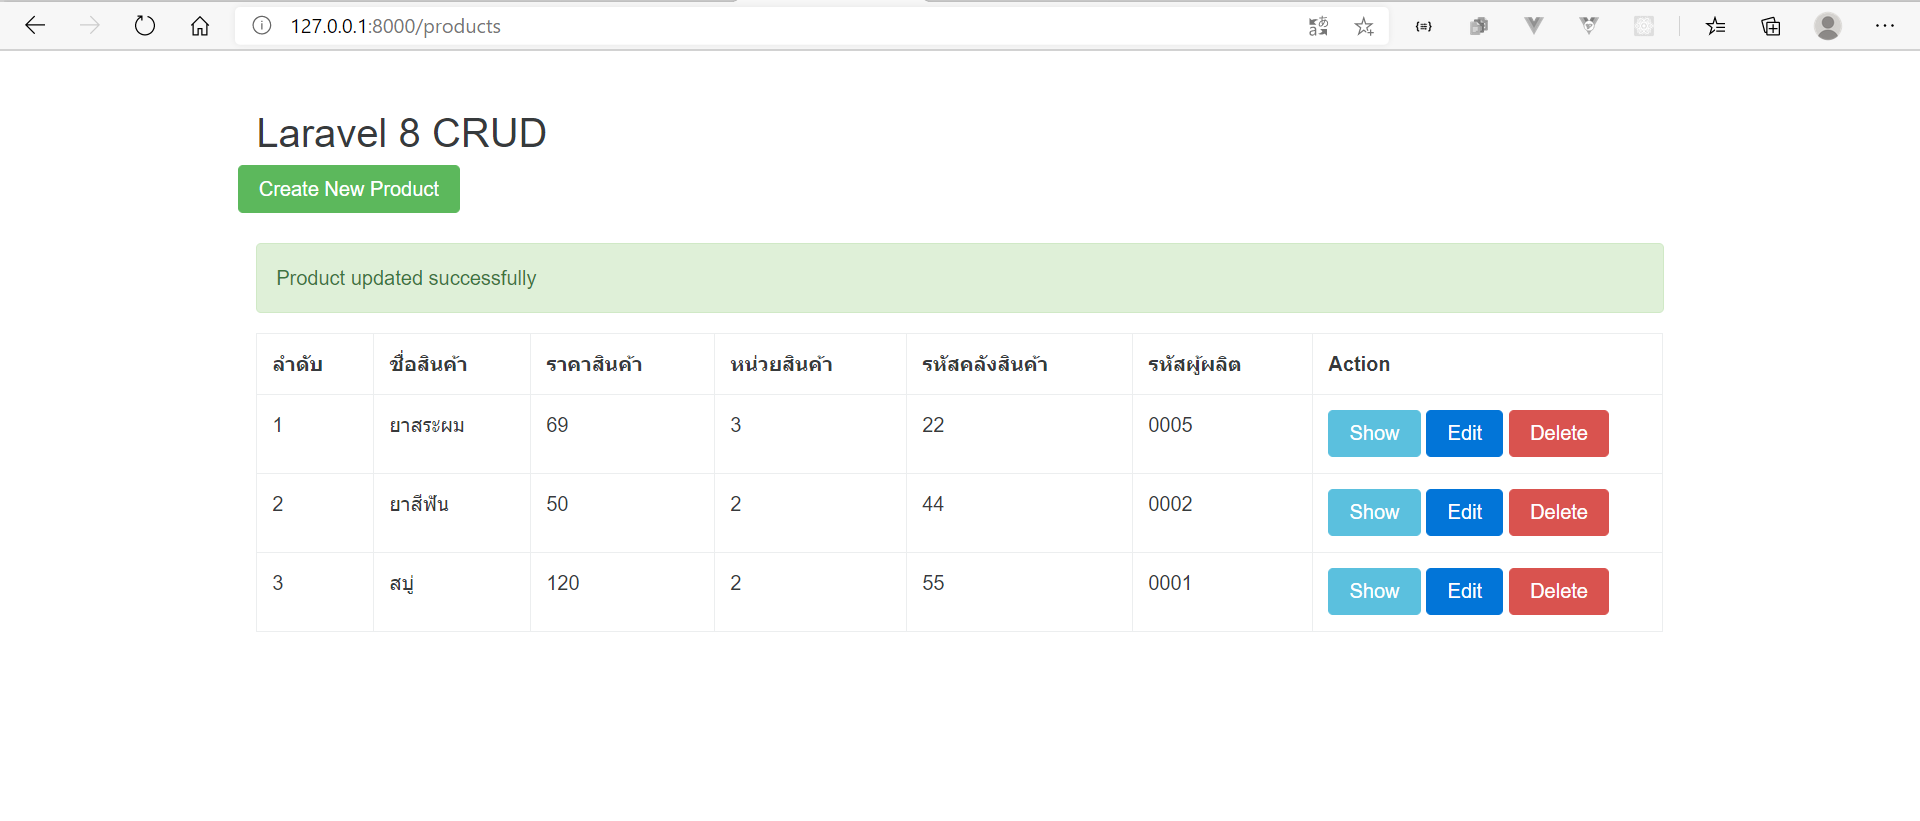 127.0.0.1:8000/products
Laravel 8 CRUD
Create New Product
Product updated successfully
ลำดับ ชื่อสินค้า ราคาสินค้า หน่วยสินค้า รหัสคลังสินค้า รหัสผู้ผลิต Action
1 ยาสระผม 69 3 22 0005 Show Edit Delete
2 ยาสีฟัน 50 2 44 0002 Show Edit Delete
3 สบู่ 120 2 55 0001 Show Edit Delete